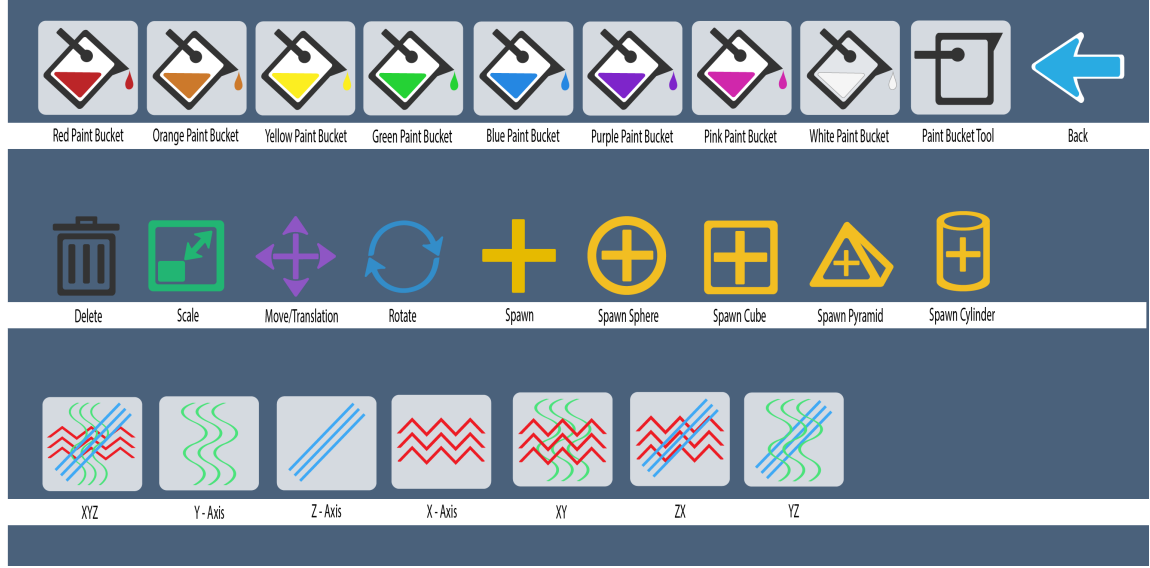 Red Paint Bucket Orange Paint Bucket Yellow Paint Bucket Green Paint Bucket Blue Paint Bucket Purple Paint Bucket Pink Paint Bucket White Paint Bucket Paint Bucket Tool Back
Delete Scale Move/Translation Rotate Spawn Spawn Sphere Spawn Cube Spawn Pyramid Spawn Cylinder
XYZ Y - Axis Z - Axis X - Axis XY ZX YZ